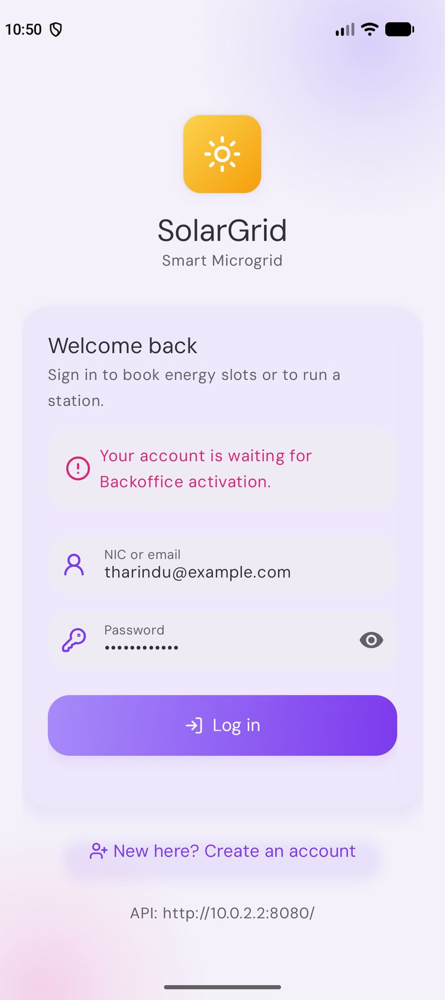 10:50
SolarGrid
Smart Microgrid
Welcome back
Sign in to book energy slots or to run a
station.
Your account is waiting for
Backoffice activation.
NIC or email
tharindu@example.com
Password
••••••••••••
Log in
New here? Create an account
API: http://10.0.2.2:8080/